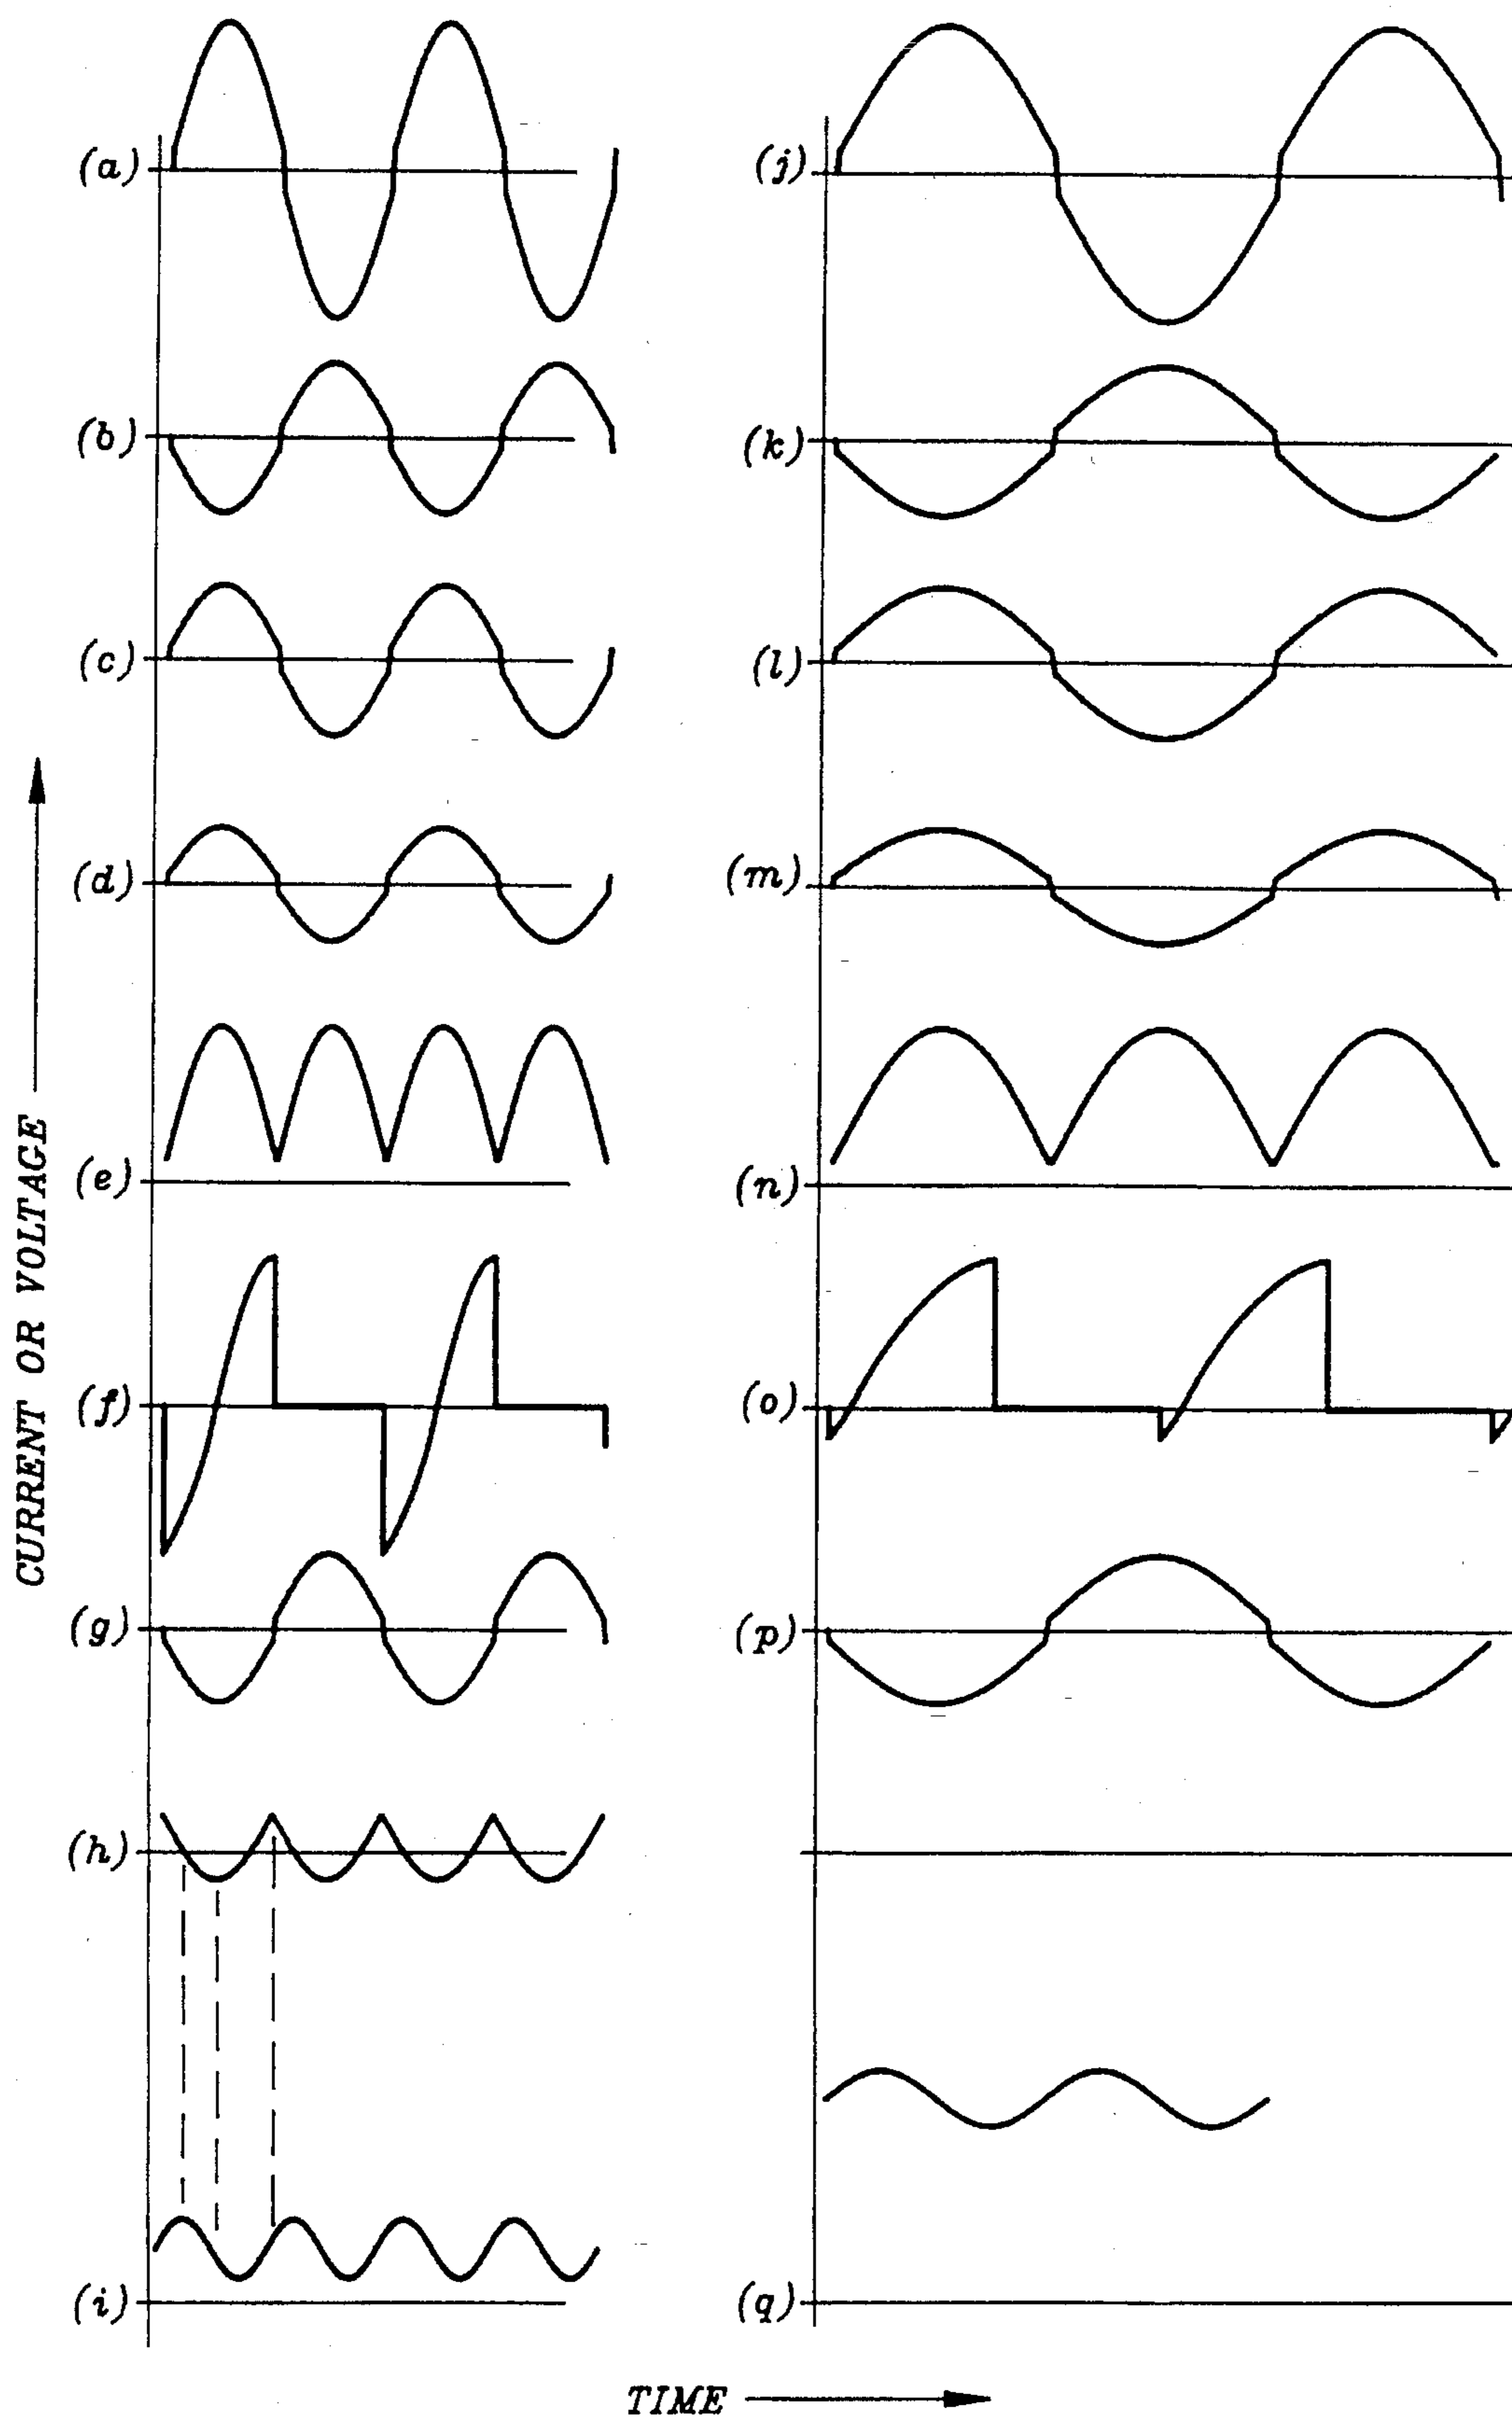 (a)
(b)
(c)
(d)
(e)
(f)
(g)
(h)
(i)
(j)
(k)
(l)
(m)
(n)
(o)
(p)
(q)
CURRENT OR VOLTAGE
TIME